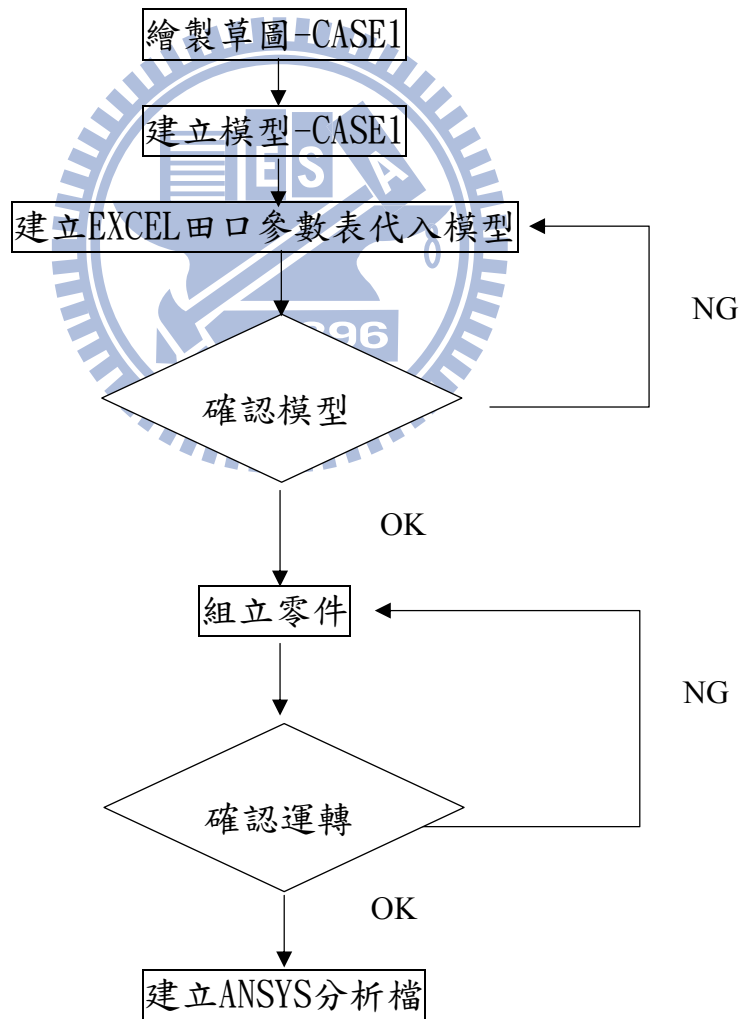 繪製草圖-CASE1
建立模型-CASE1
E S A
建立EXCEL田口參數表代入模型
NG
896
確認模型
OK
組立零件
NG
確認運轉
OK
建立ANSYS分析檔